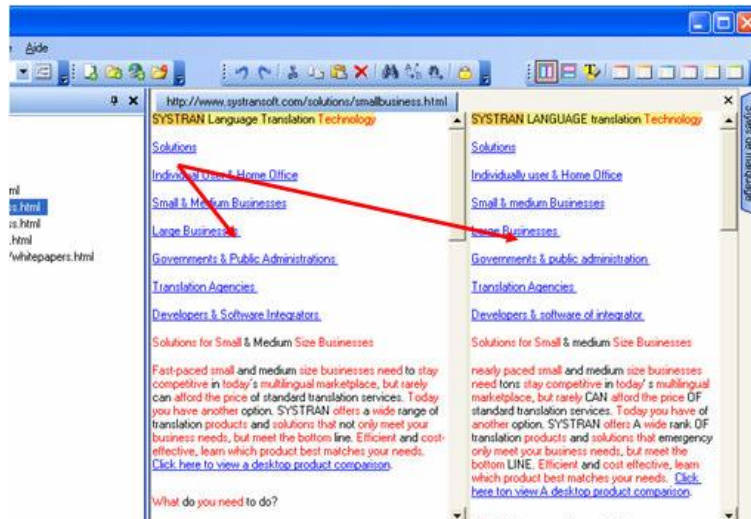 Aide
http://www.systransoft.com/solutions/smallbusiness.html
SYSTRAN Language Translation Technology
Solutions
Individual User & Home Office
Small & Medium Businesses
Large Businesses
Governments & Public Administrations
Translation Agencies
Developers & Software Integrators
Solutions for Small & Medium Size Businesses
Fast-paced small and medium size businesses need to stay
competitive in today's multilingual marketplace, but rarely
can afford the price of standard translation services. Today
you have another option. SYSTRAN offers a wide range of
translation products and solutions that not only meet your
business needs, but meet the bottom line. Efficient and cost-
effective, learn which product best matches your needs.
Click here to view a desktop product comparison.
What do you need to do?
SYSTRAN LANGUAGE translation Technology
Solutions
Individually user & Home Office
Small & medium Businesses
Large Businesses
Governments & public administration
Translation Agencies
Developers & software of integrator
Solutions for Small & medium Size Businesses
nearly paced small and medium size businesses
need tons stay competitive in today' s multilingual
marketplace, but rarely CAN afford the price OF
standard translation services. Today you have of
another option. SYSTRAN offers A wide rank OF
translation products and solutions that emergency
only meet your business needs, but meet the
bottom LINE. Efficient and cost effective, learn
which product best matches your needs. Click
here ton view A desktop product comparison.
ml
ss.html
ss.html
.html
/whitepapers.html